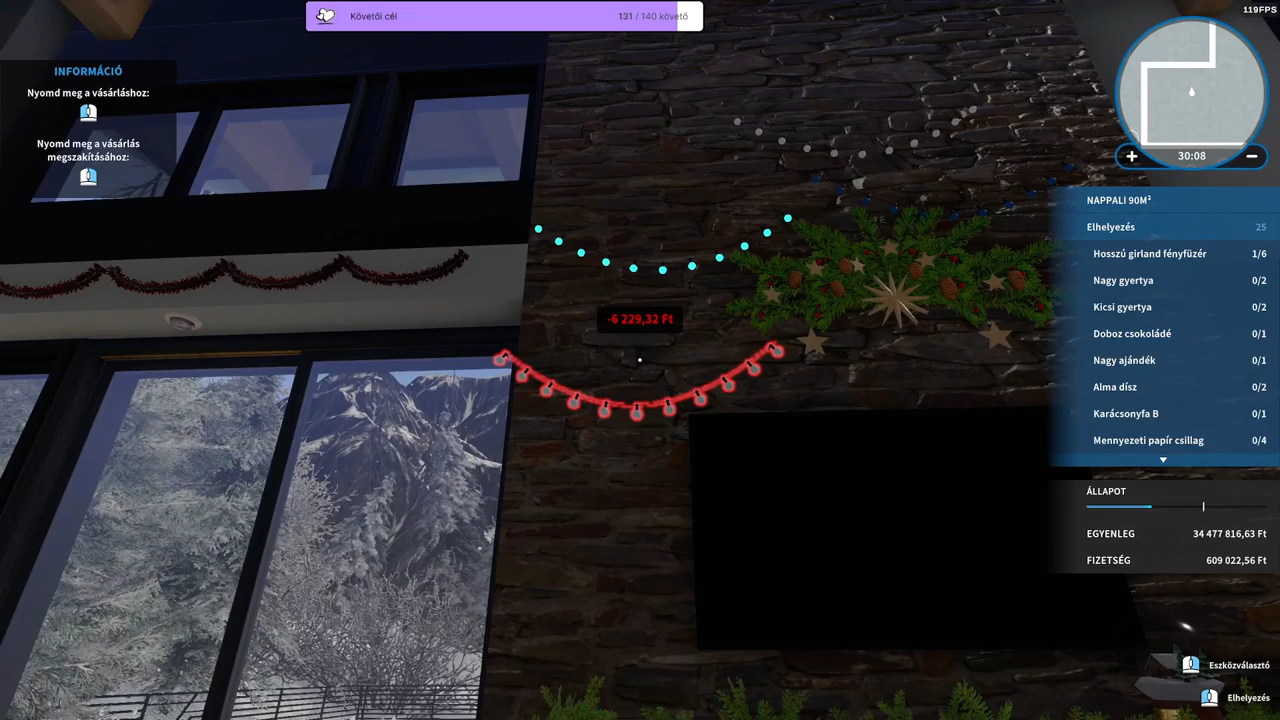 Követői cél
131 / 140 követő
119FPS
INFORMÁCIÓ
Nyomd meg a vásárláshoz:
Nyomd meg a vásárlás
megszakításához:
30:08
NAPPALI 90M²
Elhelyezés 25
Hosszú girland fényfüzér 1/6
Nagy gyertya 0/2
Kicsi gyertya 0/2
Doboz csokoládé 0/1
Nagy ajándék 0/1
Alma dísz 0/2
Karácsonyfa B 0/1
Mennyezeti papír csillag 0/4
-6 229,32 Ft
ÁLLAPOT
EGYENLEG 34 477 816,63 Ft
FIZETSÉG 609 022,56 Ft
Eszközválasztó
Elhelyezés